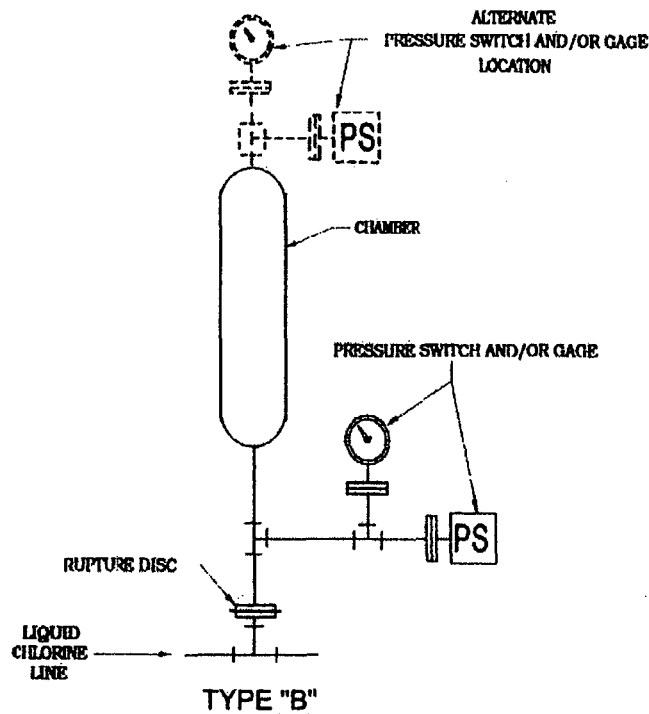 ALTERNATE
PRESSURE SWITCH AND/OR GAGE
LOCATION
PS
CHAMBER
PRESSURE SWITCH AND/OR GAGE
PS
RUPTURE DISC
LIQUID
CHLORINE
LINE
TYPE "B"